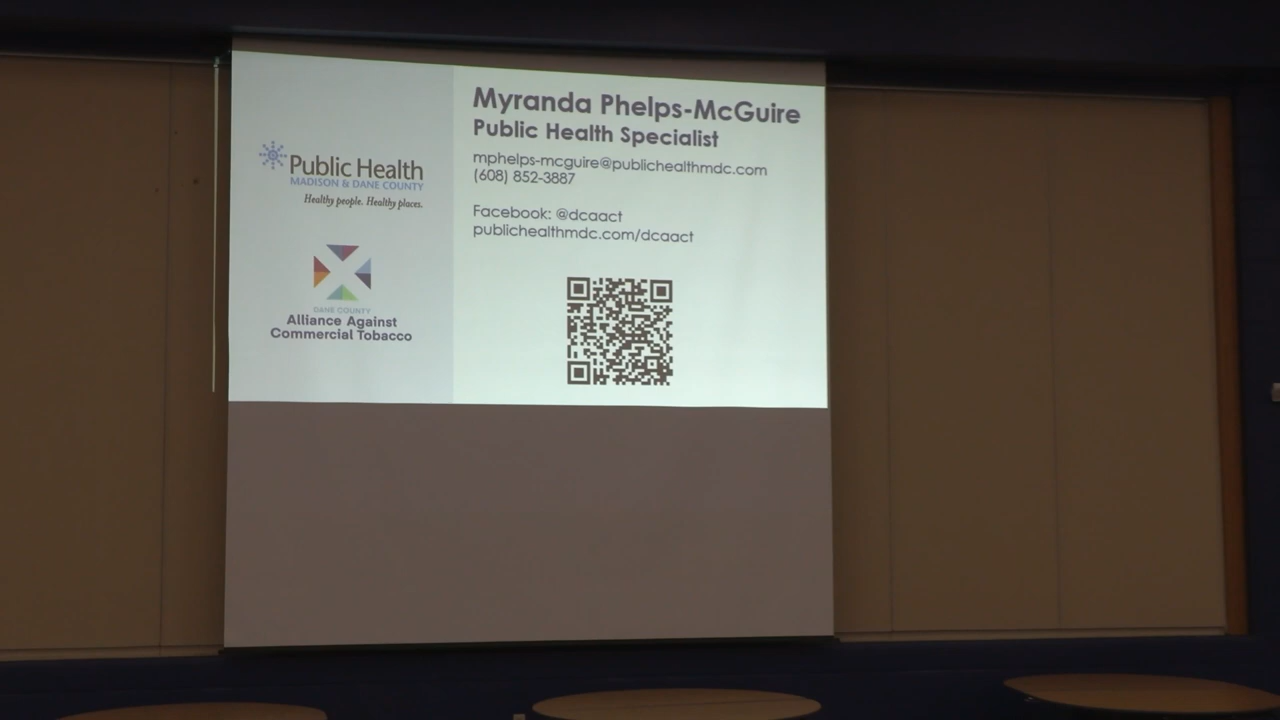 Public Health
MADISON & DANE COUNTY
Healthy people. Healthy places.
DANE COUNTY
Alliance Against
Commercial Tobacco
Myranda Phelps-McGuire
Public Health Specialist
mphelps-mcguire@publichealthmdc.com
(608) 852-3887
Facebook: @dcaact
publichealthmdc.com/dcaact